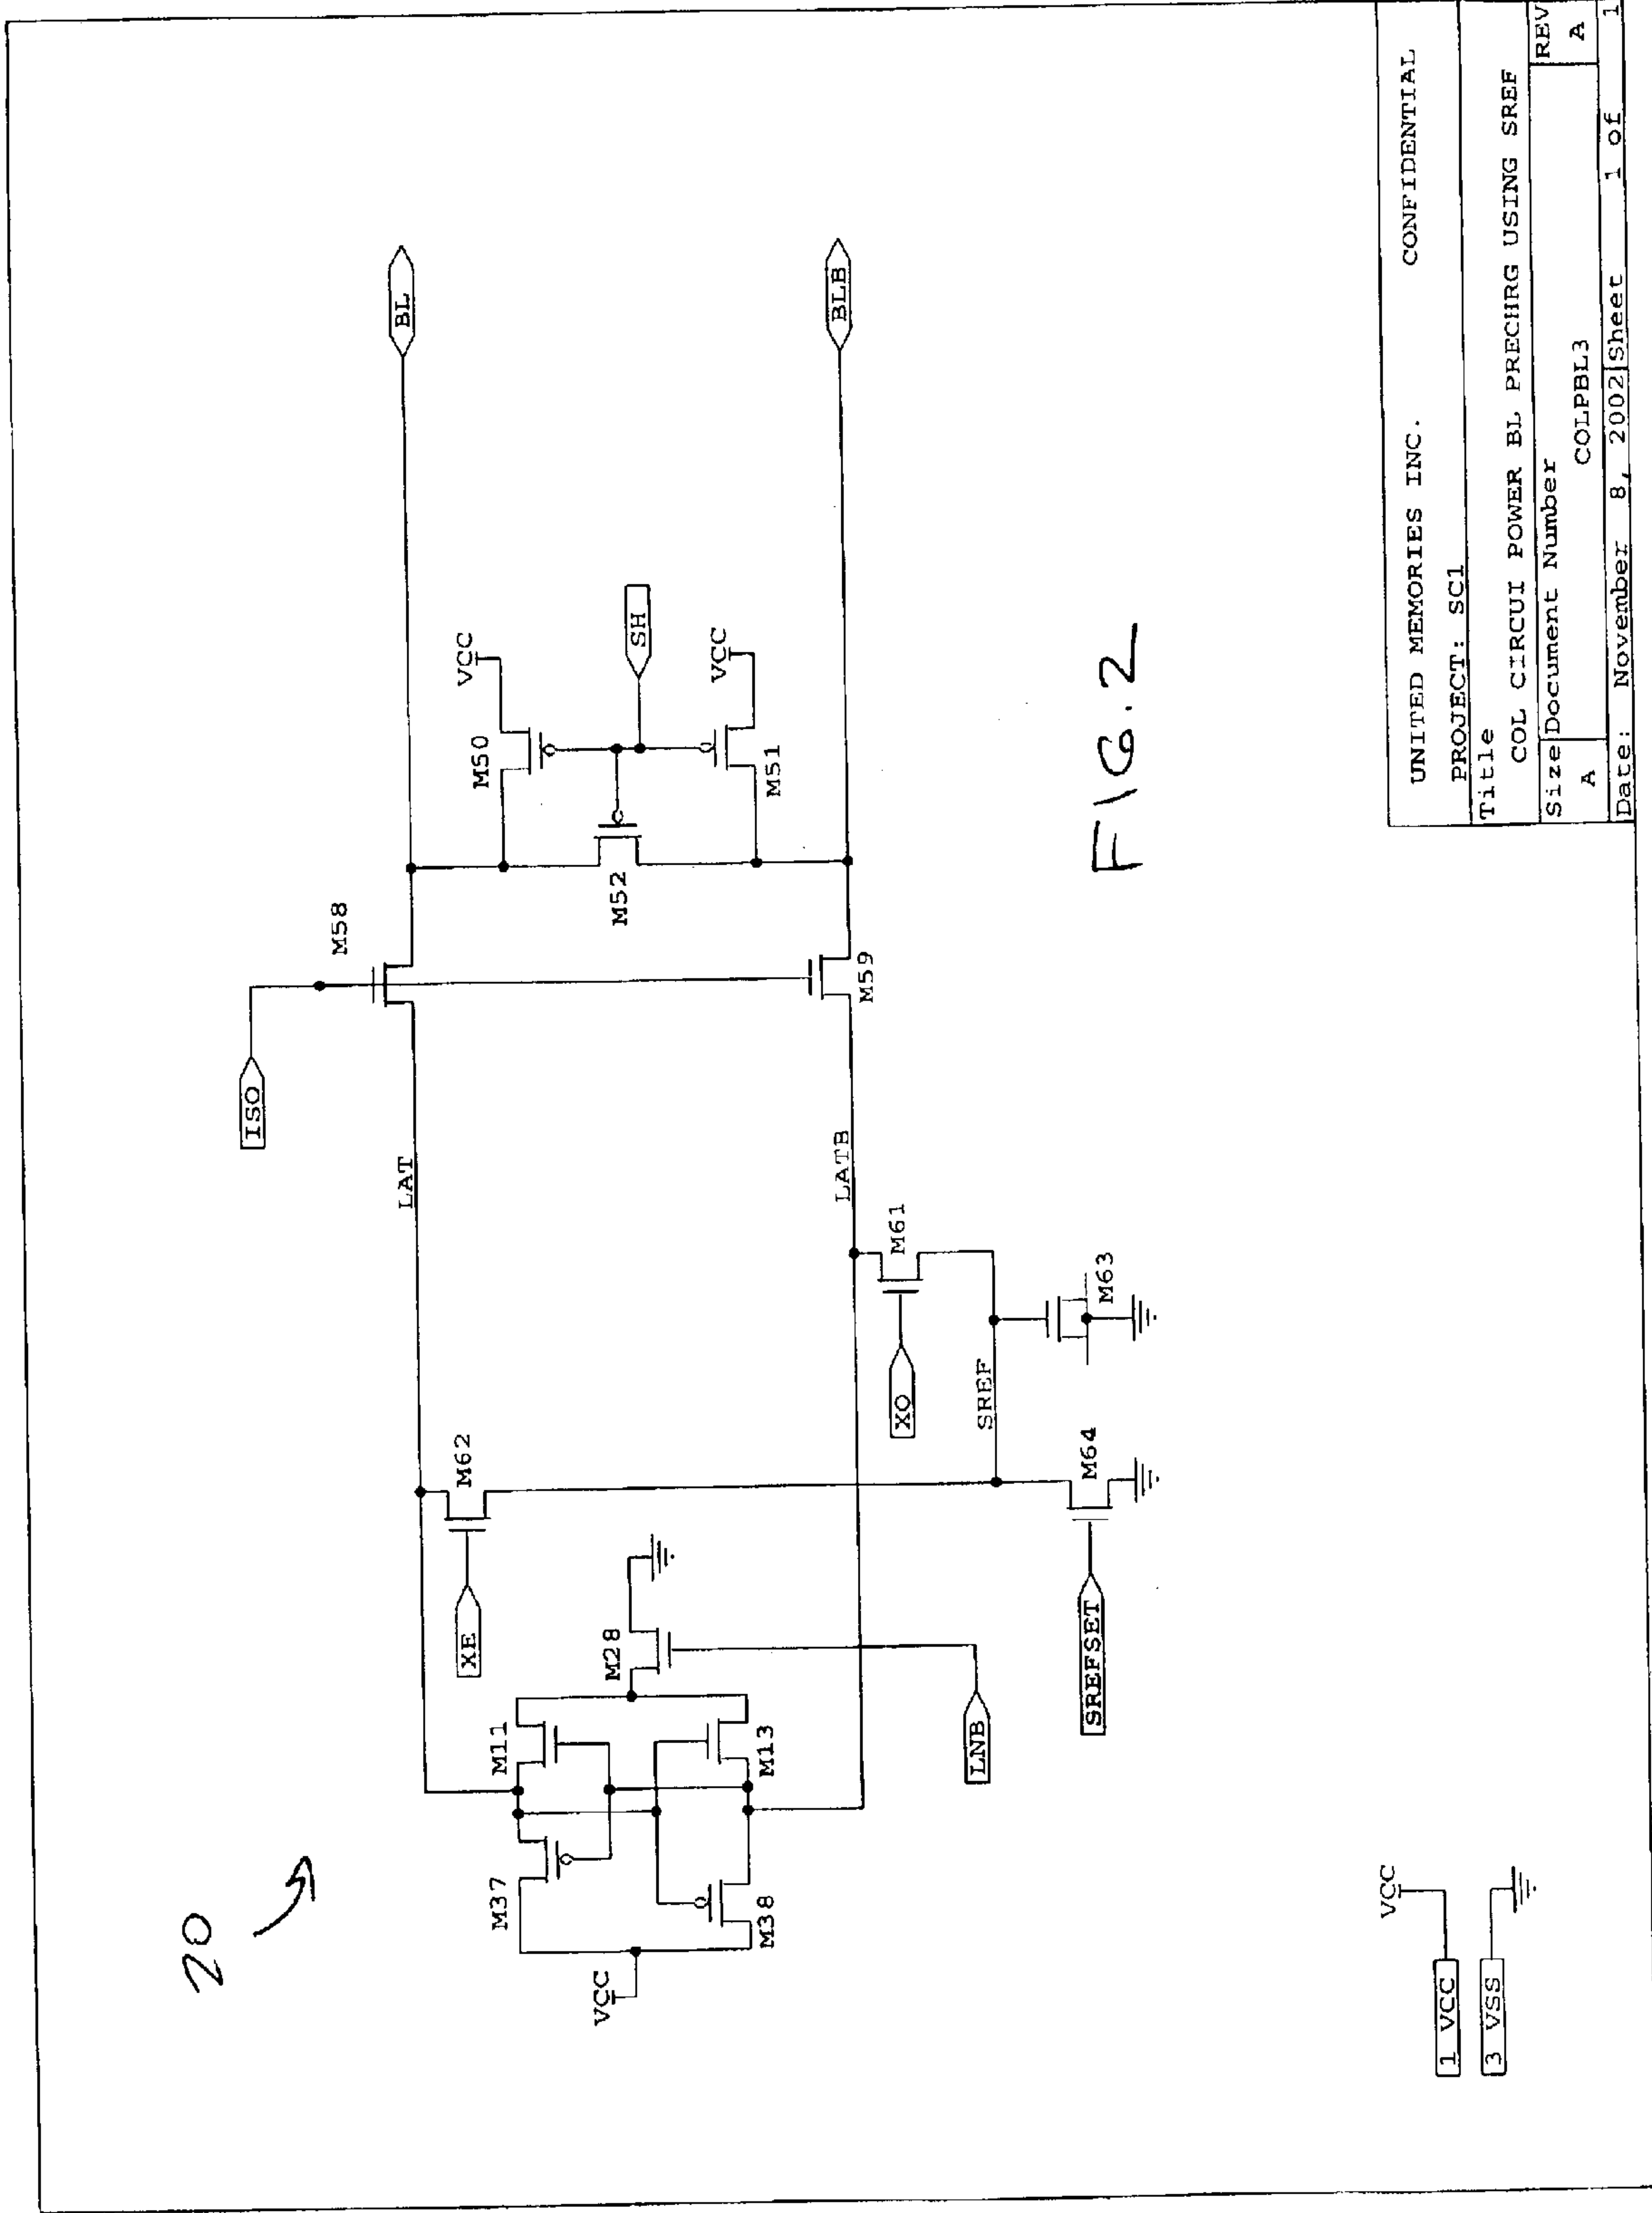 20
ISO
M58
LAT
BL
XE
M62
M37
M11
M28
VCC
M38
M13
LNB
M50
VCC
M52
SH
M51
VCC
LATB
M59
BLB
XO
M61
SREF
M63
SREFSET
M64
FIG. 2
1 VCC
VCC
3 VSS
UNITED MEMORIES INC. CONFIDENTIAL
PROJECT: SC1
Title
COL CIRCUI POWER BL PRECHRG USING SREF
Size Document Number REV
A COLPBL3 A
Date: November 8, 2002 Sheet 1 of 1